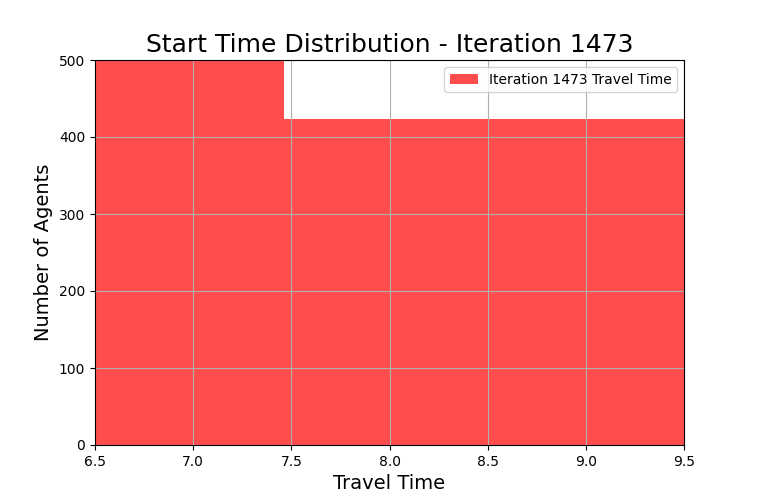 Start Time Distribution - Iteration 1473
Iteration 1473 Travel Time
Number of Agents
500
400
300
200
100
0
6.5 7.0 7.5 8.0 8.5 9.0 9.5
Travel Time